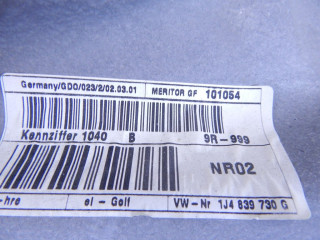 Germany/GDO/023/2/02.03.01 MERITOR GF 101054
Kennziffer 1040 B 9R-999
NR02
-hre el - Golf VW-Nr 1J4 839 730 G